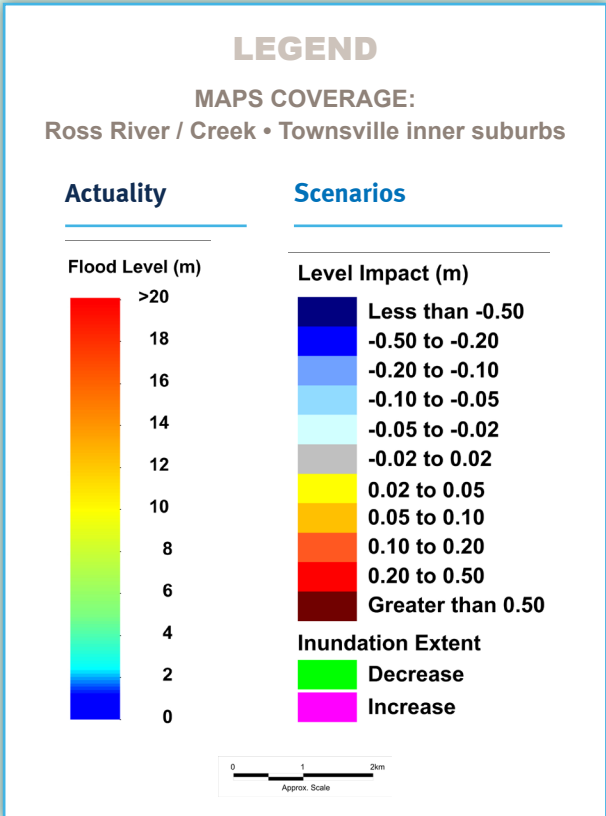 LEGEND
MAPS COVERAGE:
Ross River / Creek • Townsville inner suburbs
Actuality
Flood Level (m)
>20
18
16
14
12
10
8
6
4
2
0
Scenarios
Level Impact (m)
Less than -0.50
-0.50 to -0.20
-0.20 to -0.10
-0.10 to -0.05
-0.05 to -0.02
-0.02 to 0.02
0.02 to 0.05
0.05 to 0.10
0.10 to 0.20
0.20 to 0.50
Greater than 0.50
Inundation Extent
Decrease
Increase
0 1 2km
Approx. Scale